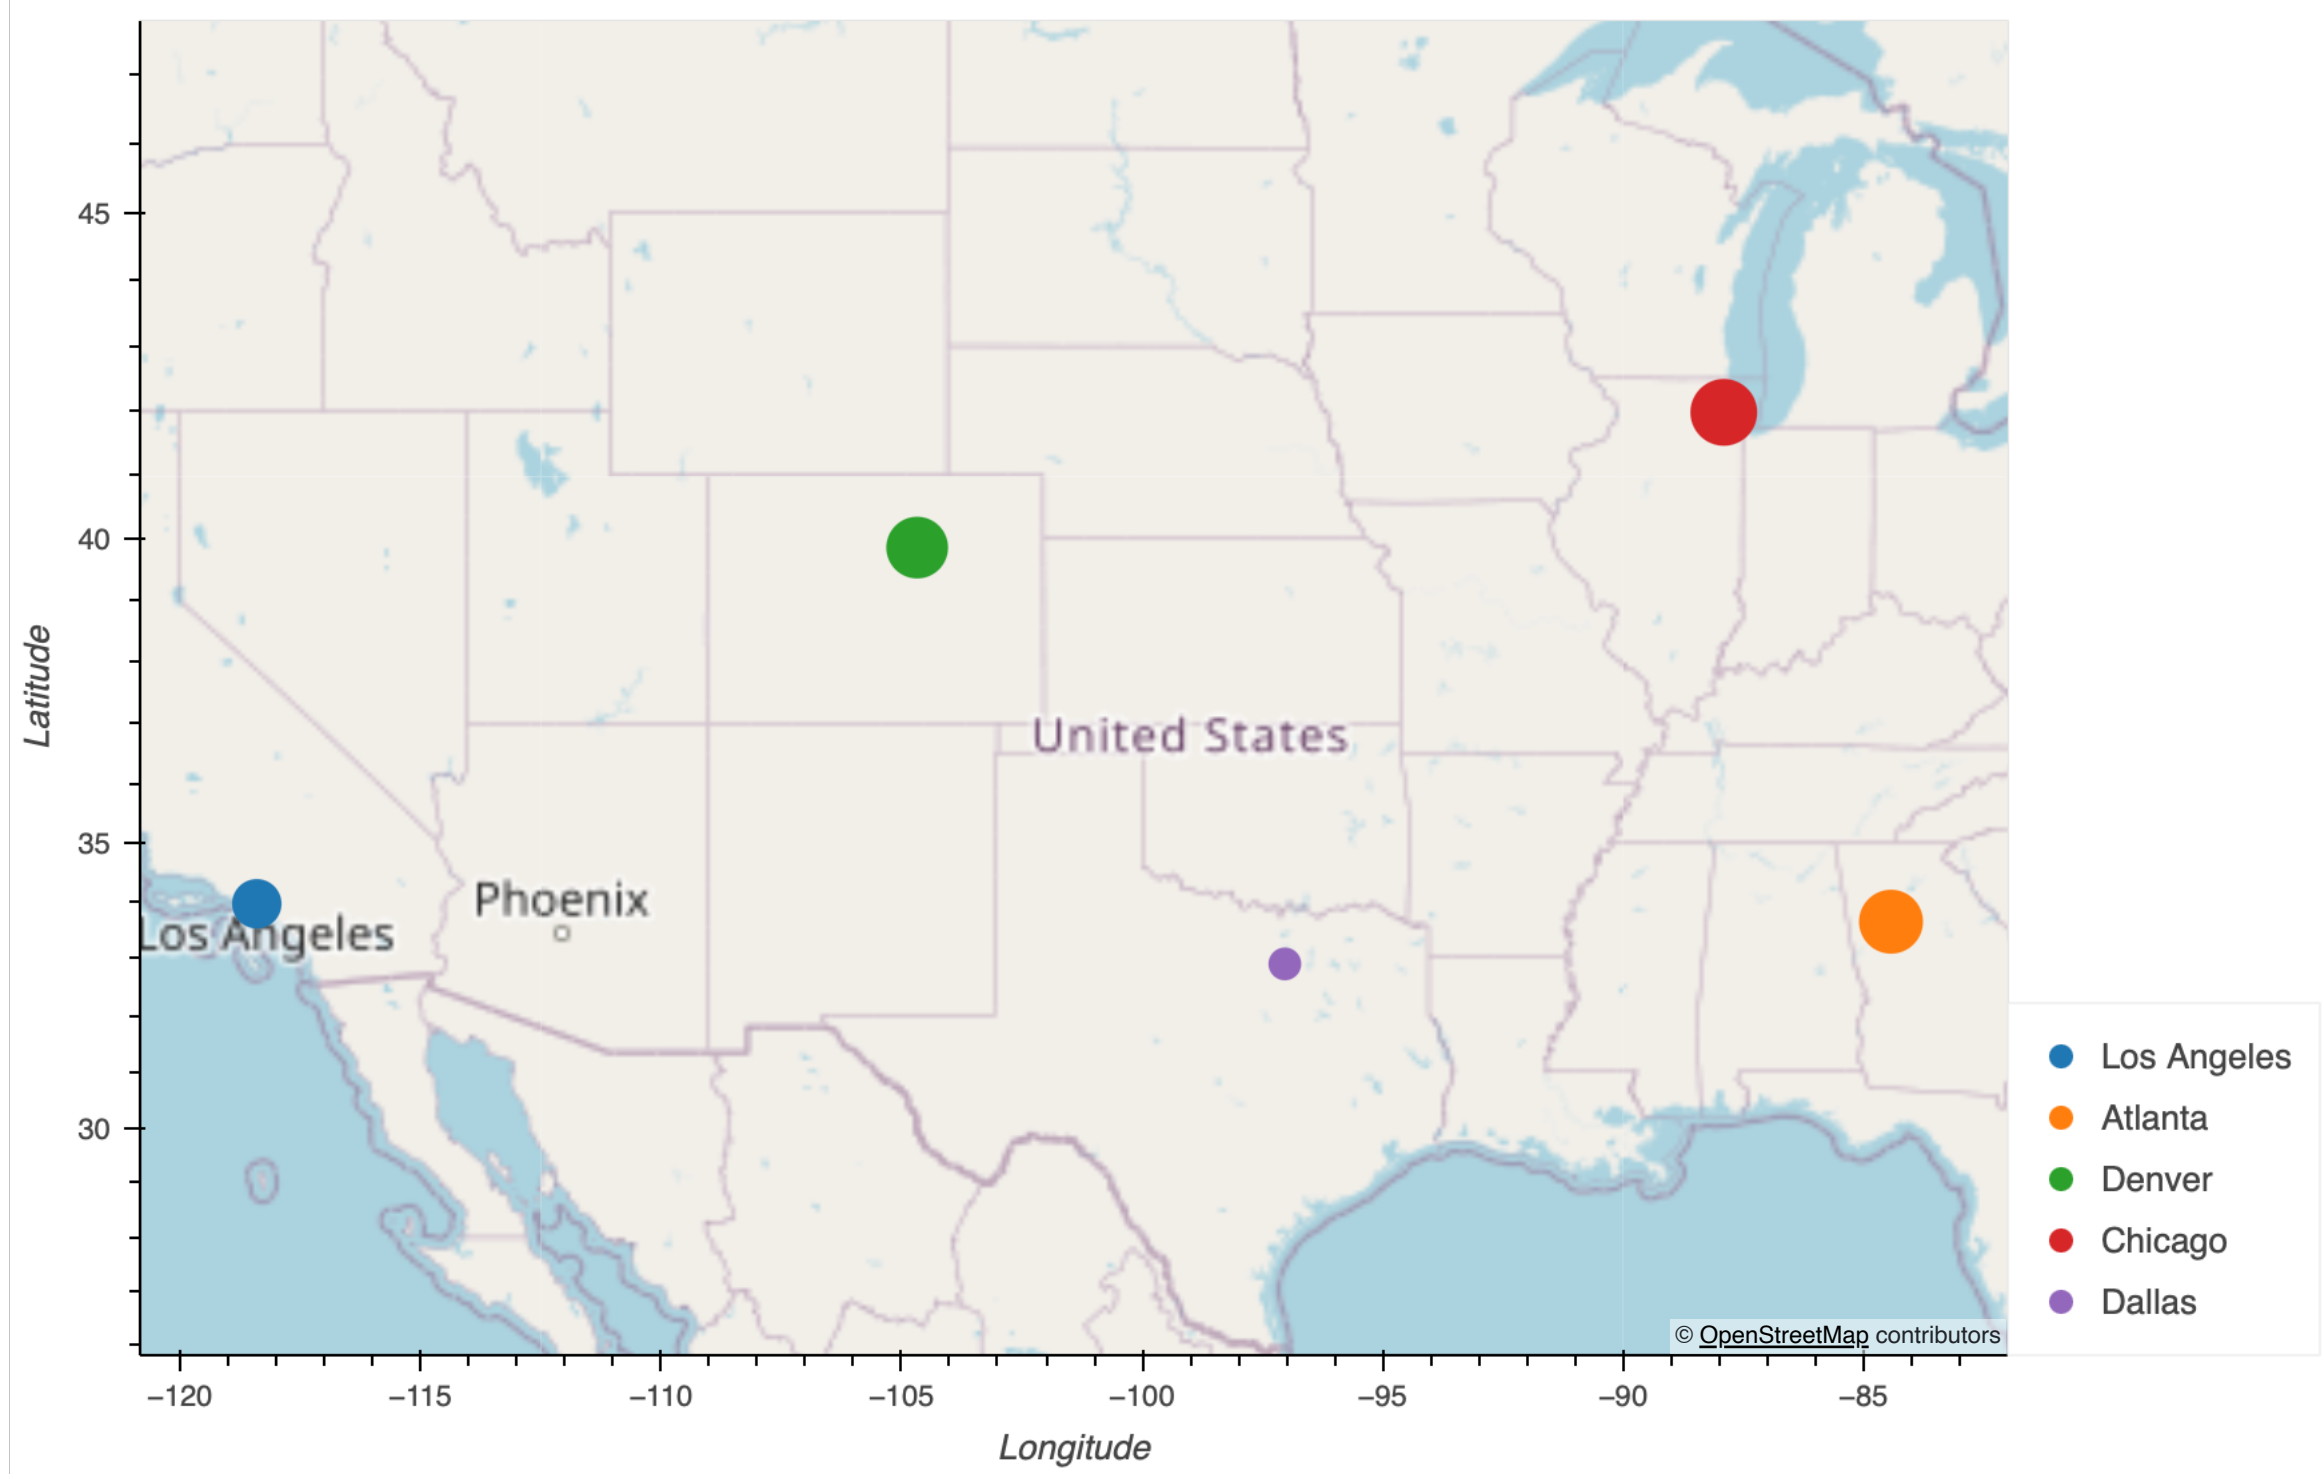 45
40
35
30
Latitude
United States
Phoenix
Los Angeles
Los Angeles
Atlanta
Denver
Chicago
Dallas
© OpenStreetMap contributors
−120 −115 −110 −105 −100 −95 −90 −85
Longitude